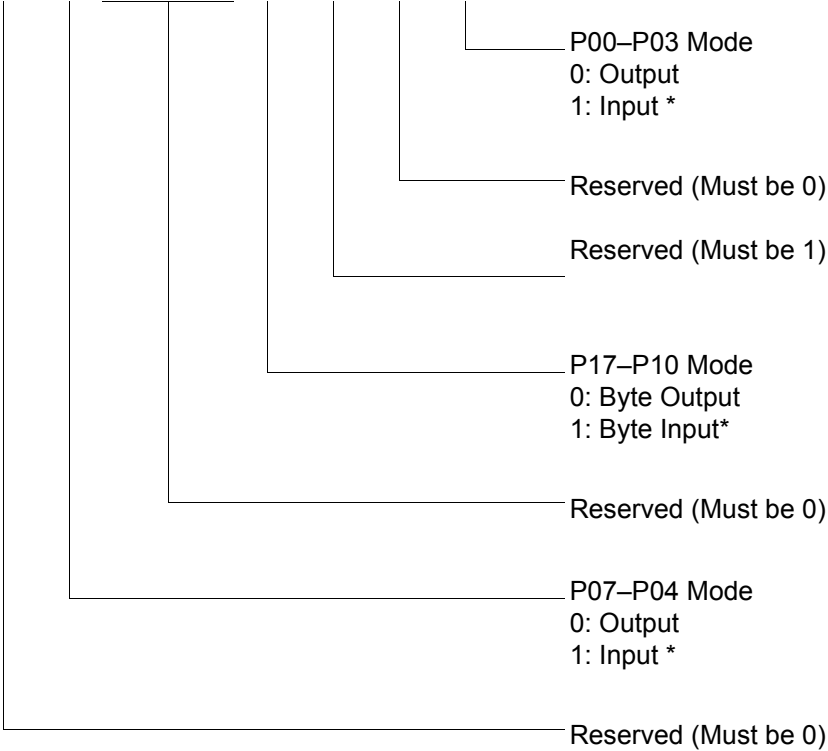 P00–P03 Mode
0: Output
1: Input *
Reserved (Must be 0)
Reserved (Must be 1)
P17–P10 Mode
0: Byte Output
1: Byte Input*
Reserved (Must be 0)
P07–P04 Mode
0: Output
1: Input *
Reserved (Must be 0)